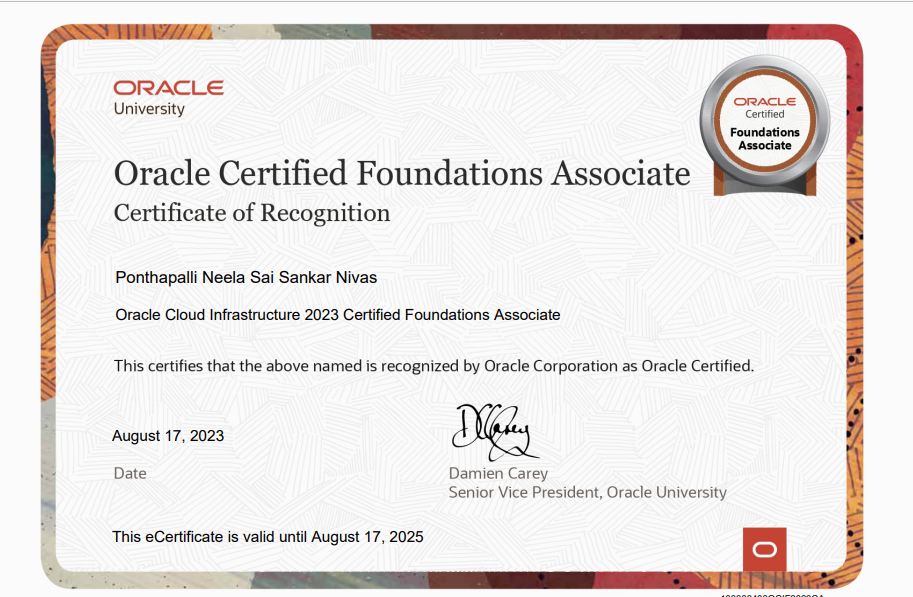 ORACLE
University
ORACLE
Certified
Foundations
Associate
Oracle Certified Foundations Associate
Certificate of Recognition
Ponthapalli Neela Sai Sankar Nivas
Oracle Cloud Infrastructure 2023 Certified Foundations Associate
This certifies that the above named is recognized by Oracle Corporation as Oracle Certified.
August 17, 2023
Date
Damien Carey
Senior Vice President, Oracle University
This eCertificate is valid until August 17, 2025